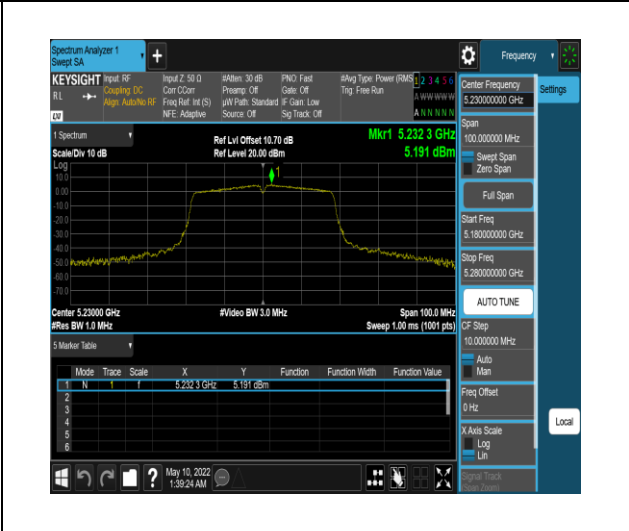 Spectrum Analyzer 1
Swept SA
Frequency
KEYSIGHT
RL
Input: RF
Coupling: DC
Align: Auto/No RF
Input Z: 50 Ω
Corr CCorr
Freq Ref: Int (S)
NFE: Adaptive
#Atten: 30 dB
Preamp: Off
µW Path: Standard
Source: Off
PNO: Fast
Gate: Off
IF Gain: Low
Sig Track: Off
#Avg Type: Power (RMS)
Trig: Free Run
1 2 3 4 5 6
A WW WW W
A N N N N N
1 Spectrum
Scale/Div 10 dB
Log
Ref Lvl Offset 10.70 dB
Ref Level 20.00 dBm
Mkr1 5.232 3 GHz
5.191 dBm
1
10.0
0.00
-10.0
-20.0
-30.0
-40.0
-50.0
-60.0
-70.0
Center 5.23000 GHz
#Res BW 1.0 MHz
#Video BW 3.0 MHz
Span 100.0 MHz
Sweep 1.00 ms (1001 pts)
5 Marker Table
Mode Trace Scale X Y Function Function Width Function Value
1 N 1 f 5.232 3 GHz 5.191 dBm
2
3
4
5
6
May 10, 2022
1:39:24 AM
Center Frequency
5.230000000 GHz
Settings
Span
100.000000 MHz
Swept Span
Zero Span
Full Span
Start Freq
5.180000000 GHz
Stop Freq
5.280000000 GHz
AUTO TUNE
CF Step
10.000000 MHz
Auto
Man
Freq Offset
0 Hz
X Axis Scale
Log
Lin
Local
Signal Track
(Span Zoom)